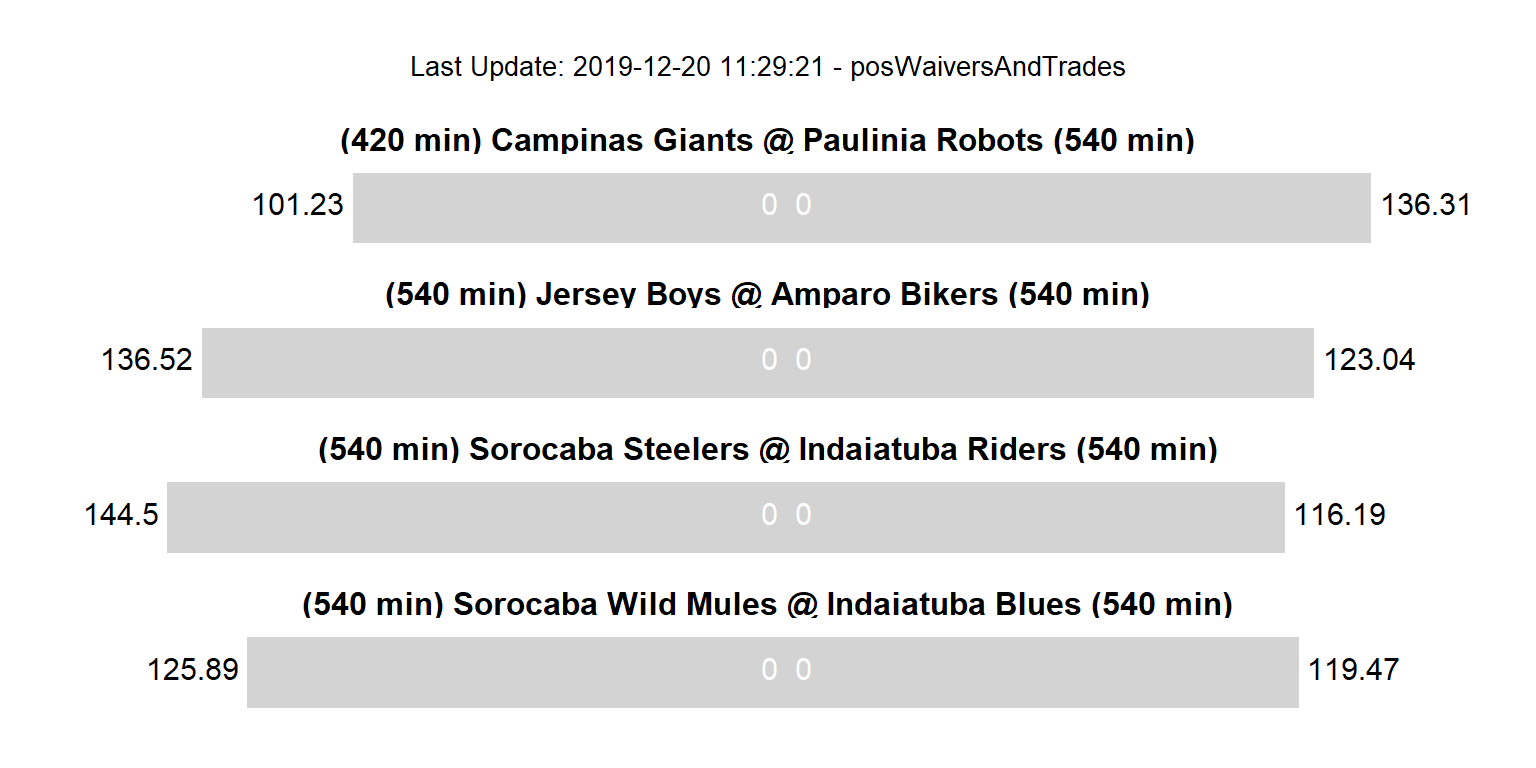 Last Update: 2019-12-20 11:29:21 - posWaiversAndTrades
(420 min) Campinas Giants @ Paulinia Robots (540 min)
101.23 0 0 136.31
(540 min) Jersey Boys @ Amparo Bikers (540 min)
136.52 0 0 123.04
(540 min) Sorocaba Steelers @ Indaiatuba Riders (540 min)
144.5 0 0 116.19
(540 min) Sorocaba Wild Mules @ Indaiatuba Blues (540 min)
125.89 0 0 119.47